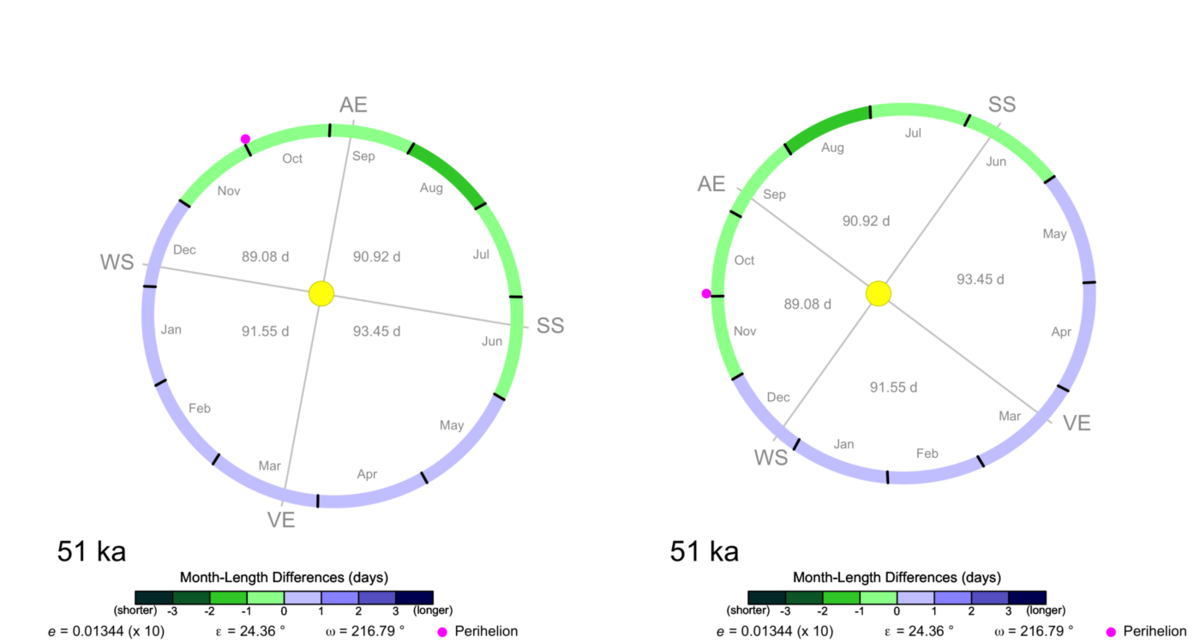 AE
Oct
Sep
Nov
Aug
Dec
89.08 d
90.92 d
Jul
WS
SS
Jan
91.55 d
93.45 d
Jun
Feb
May
Mar
Apr
VE
51 ka
Month-Length Differences (days)
(shorter) -3 -2 -1 0 1 2 3 (longer)
e = 0.01344 (x 10) ε = 24.36 ° ω = 216.79 ° Perihelion
SS
Jul
Aug
Jun
AE
Sep
90.92 d
May
Oct
93.45 d
89.08 d
Nov
Apr
91.55 d
Dec
Mar
VE
Jan
Feb
WS
51 ka
Month-Length Differences (days)
(shorter) -3 -2 -1 0 1 2 3 (longer)
e = 0.01344 (x 10) ε = 24.36 ° ω = 216.79 ° Perihelion